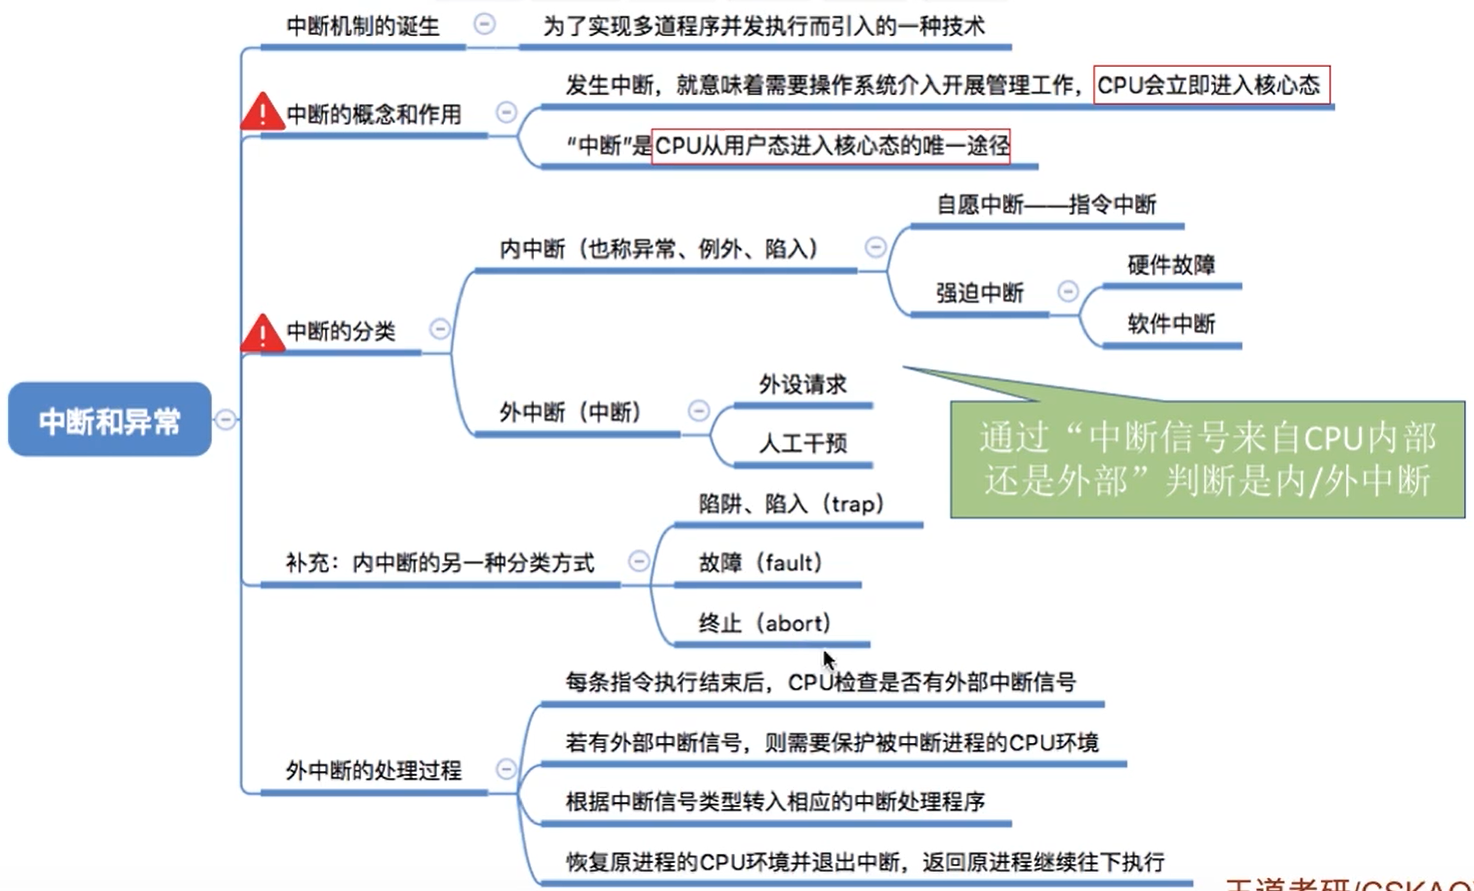 中断机制的诞生
为了实现多道程序并发执行而引入的一种技术
中断的概念和作用
发生中断，就意味着需要操作系统介入开展管理工作，CPU会立即进入核心态
“中断”是CPU从用户态进入核心态的唯一途径
中断的分类
内中断（也称异常、例外、陷入）
自愿中断——指令中断
强迫中断
硬件故障
软件中断
外中断（中断）
外设请求
人工干预
通过“中断信号来自CPU内部
还是外部”判断是内/外中断
中断和异常
补充：内中断的另一种分类方式
陷阱、陷入（trap）
故障（fault）
终止（abort）
外中断的处理过程
每条指令执行结束后，CPU检查是否有外部中断信号
若有外部中断信号，则需要保护被中断进程的CPU环境
根据中断信号类型转入相应的中断处理程序
恢复原进程的CPU环境并退出中断，返回原进程继续往下执行